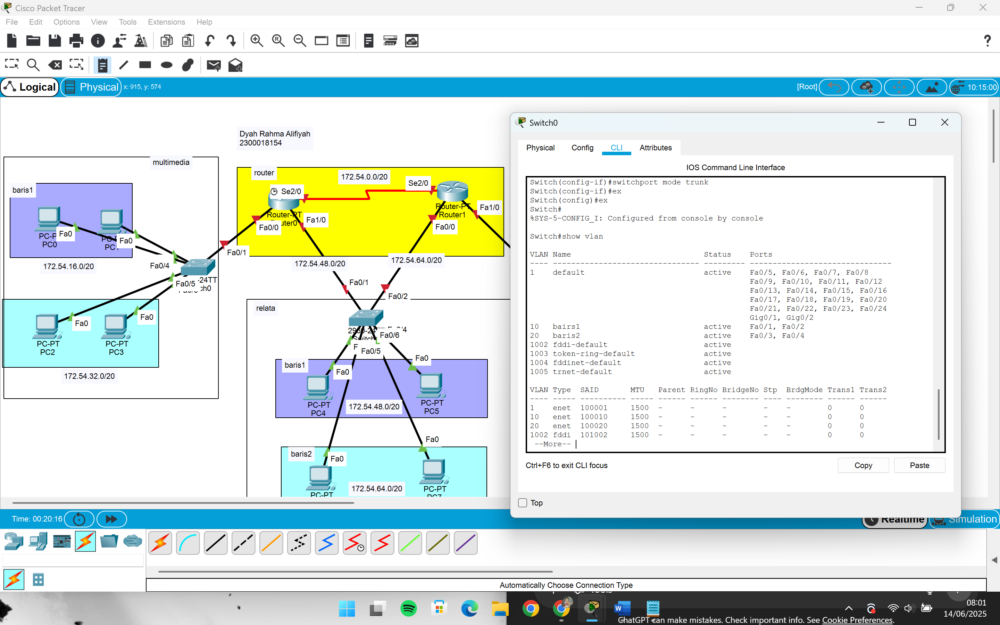 Cisco Packet Tracer
File Edit Options View Tools Extensions Help
Logical Physical x: 915, y: 574 [Root] 10:15:00
Dyah Rahma Alifiyah
2300018154
multimedia
baris1
Fa0
Fa0
PC0
172.54.16.0/20
Fa0/4
Fa0/5
-24TT
Fa0
Fa0
PC-PT
PC2
PC-PT
PC3
172.54.32.0/20
router
172.54.0.0/20
Se2/0
Se2/0
Router-PT
Fa0/0
Fa1/0
Router-PT
Router1
Fa1/0
Fa0/0
Fa0/1
172.54.48.0/20
172.54.64.0/20
Fa0/1
Fa0/2
relata
Fa0/6
Fa0/5
baris1
Fa0
Fa0
PC-PT
PC4
172.54.48.0/20
PC-PT
PC5
baris2
Fa0
Fa0
PC-PT
172.54.64.0/20
PC-PT
PC7
Switch0
Physical Config CLI Attributes
IOS Command Line Interface
Switch(config-if)#switchport mode trunk
Switch(config-if)#ex
Switch(config)#ex
Switch#
%SYS-5-CONFIG_I: Configured from console by console
Switch#show vlan
VLAN Name Status Ports
---- -------------------------------- --------- -------------------------------
1 default active Fa0/5, Fa0/6, Fa0/7, Fa0/8
Fa0/9, Fa0/10, Fa0/11, Fa0/12
Fa0/13, Fa0/14, Fa0/15, Fa0/16
Fa0/17, Fa0/18, Fa0/19, Fa0/20
Fa0/21, Fa0/22, Fa0/23, Fa0/24
Gig0/1, Gig0/2
10 bairs1 active Fa0/1, Fa0/2
20 baris2 active Fa0/3, Fa0/4
1002 fddi-default active
1003 token-ring-default active
1004 fddinet-default active
1005 trnet-default active
VLAN Type SAID MTU Parent RingNo BridgeNo Stp BrdgMode Trans1 Trans2
---- ----- ---------- ----- ------ ------ -------- ---- -------- ------ ------
1 enet 100001 1500 - - - - - 0 0
10 enet 100010 1500 - - - - - 0 0
20 enet 100020 1500 - - - - - 0 0
1002 fddi 101002 1500 - - - - - 0 0
--More--
Ctrl+F6 to exit CLI focus
Copy Paste
Top
Time: 00:20:16
Realtime Simulation
Automatically Choose Connection Type
ChatGPT can make mistakes. Check important info. See Cookie Preferences.
08:01
14/06/2025